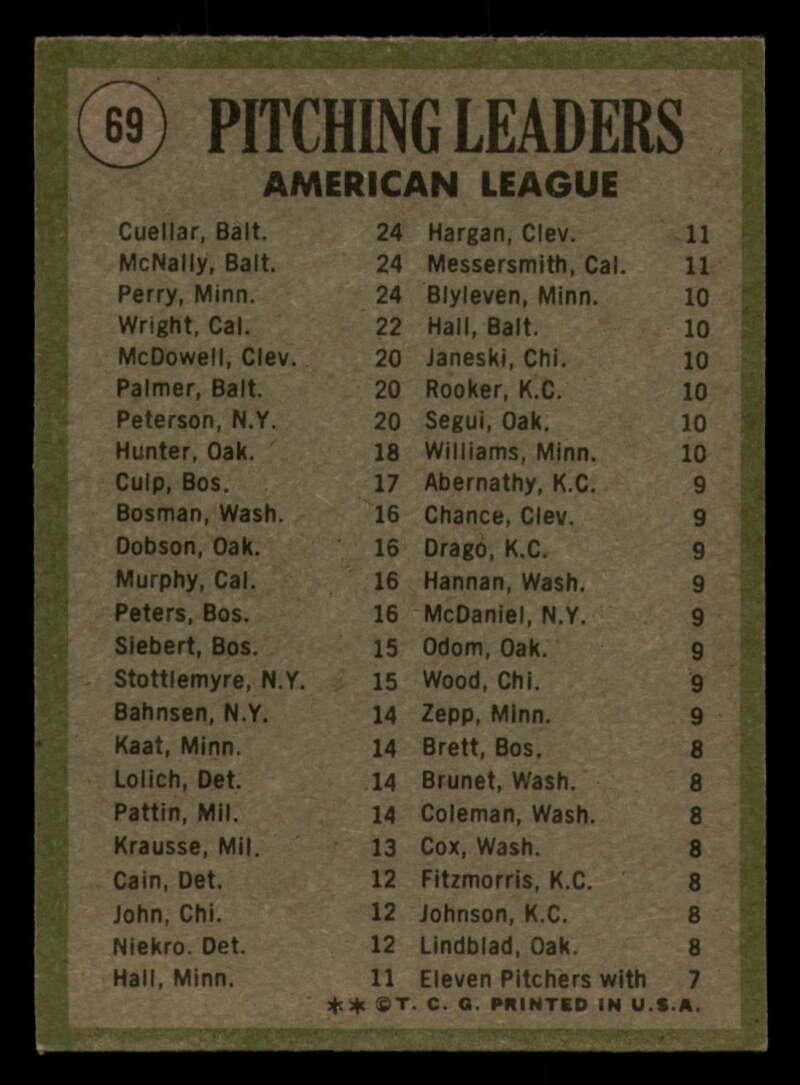 69
PITCHING LEADERS
AMERICAN LEAGUE
Cuellar, Balt. 24
McNally, Balt. 24
Perry, Minn. 24
Wright, Cal. 22
McDowell, Clev. 20
Palmer, Balt. 20
Peterson, N.Y. 20
Hunter, Oak. 18
Culp, Bos. 17
Bosman, Wash. 16
Dobson, Oak. 16
Murphy, Cal. 16
Peters, Bos. 16
Siebert, Bos. 15
Stottlemyre, N.Y. 15
Bahnsen, N.Y. 14
Kaat, Minn. 14
Lolich, Det. 14
Pattin, Mil. 14
Krausse, Mil. 13
Cain, Det. 12
John, Chi. 12
Niekro. Det. 12
Hall, Minn. 11
Hargan, Clev. 11
Messersmith, Cal. 11
Blyleven, Minn. 10
Hall, Balt. 10
Janeski, Chi. 10
Rooker, K.C. 10
Segui, Oak. 10
Williams, Minn. 10
Abernathy, K.C. 9
Chance, Clev. 9
Drago, K.C. 9
Hannan, Wash. 9
McDaniel, N.Y. 9
Odom, Oak. 9
Wood, Chi. 9
Zepp, Minn. 9
Brett, Bos. 8
Brunet, Wash. 8
Coleman, Wash. 8
Cox, Wash. 8
Fitzmorris, K.C. 8
Johnson, K.C. 8
Lindblad, Oak. 8
Eleven Pitchers with 7
** ©T. C. G. PRINTED IN U.S.A.